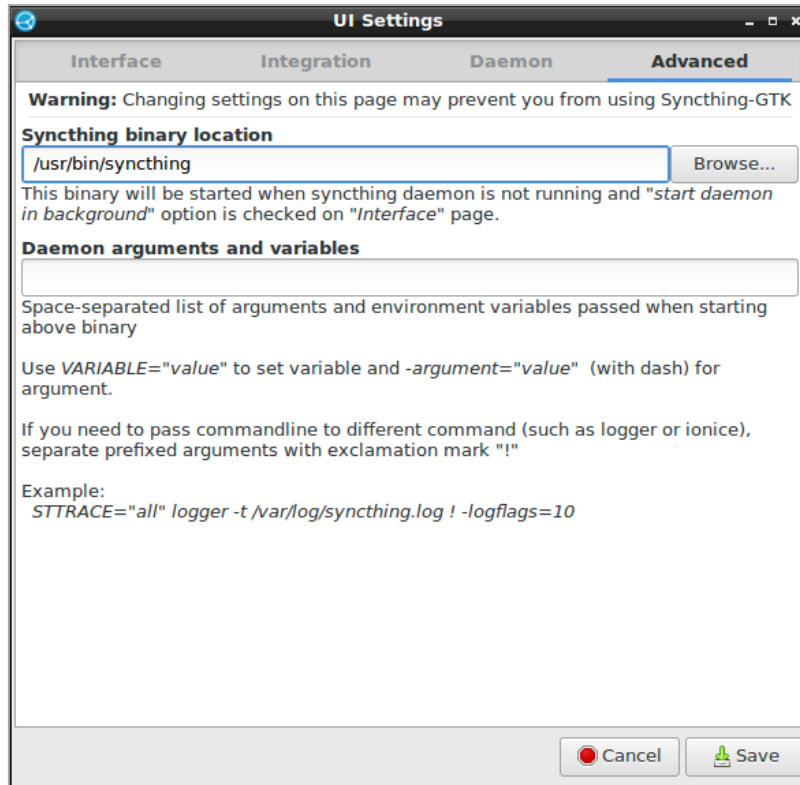 UI Settings
Interface Integration Daemon Advanced
Warning: Changing settings on this page may prevent you from using Syncthing-GTK
Syncthing binary location
/usr/bin/syncthing Browse...
This binary will be started when syncthing daemon is not running and "start daemon
in background" option is checked on "Interface" page.
Daemon arguments and variables
Space-separated list of arguments and environment variables passed when starting
above binary
Use VARIABLE="value" to set variable and -argument="value" (with dash) for
argument.
If you need to pass commandline to different command (such as logger or ionice),
separate prefixed arguments with exclamation mark "!"
Example:
STTRACE="all" logger -t /var/log/syncthing.log ! -logflags=10
Cancel Save